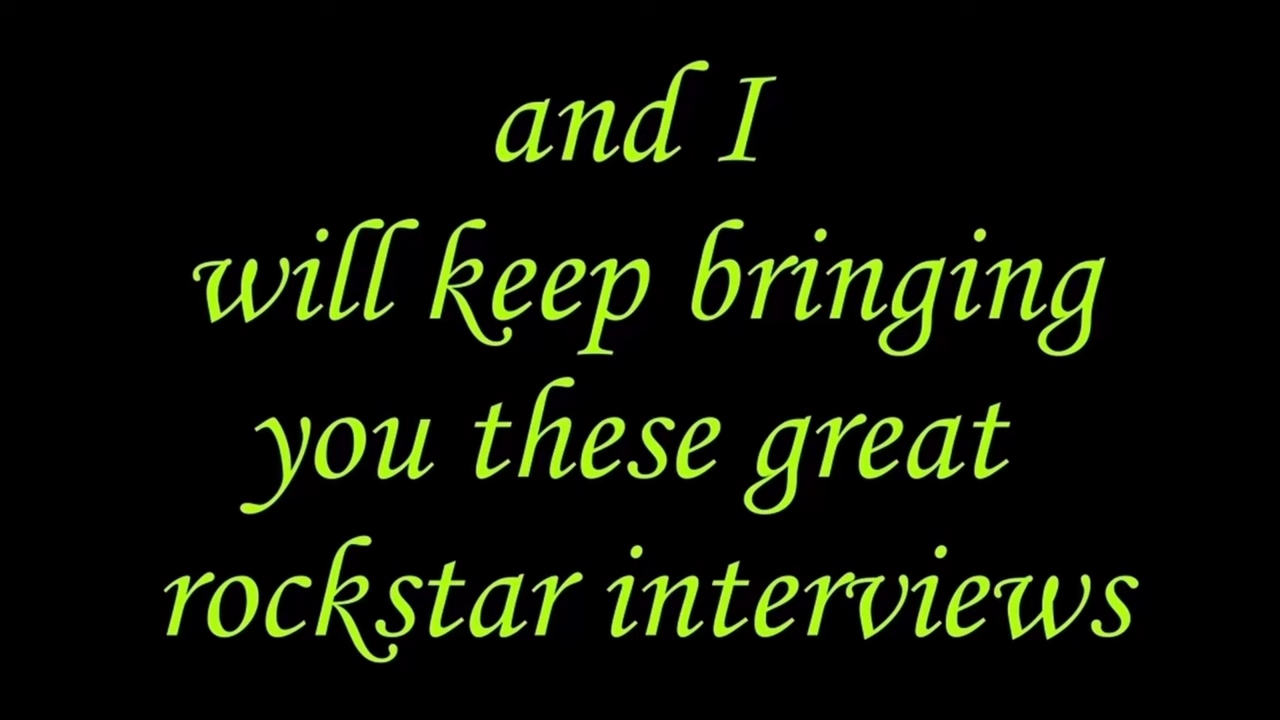 and I
will keep bringing
you these great
rockstar interviews